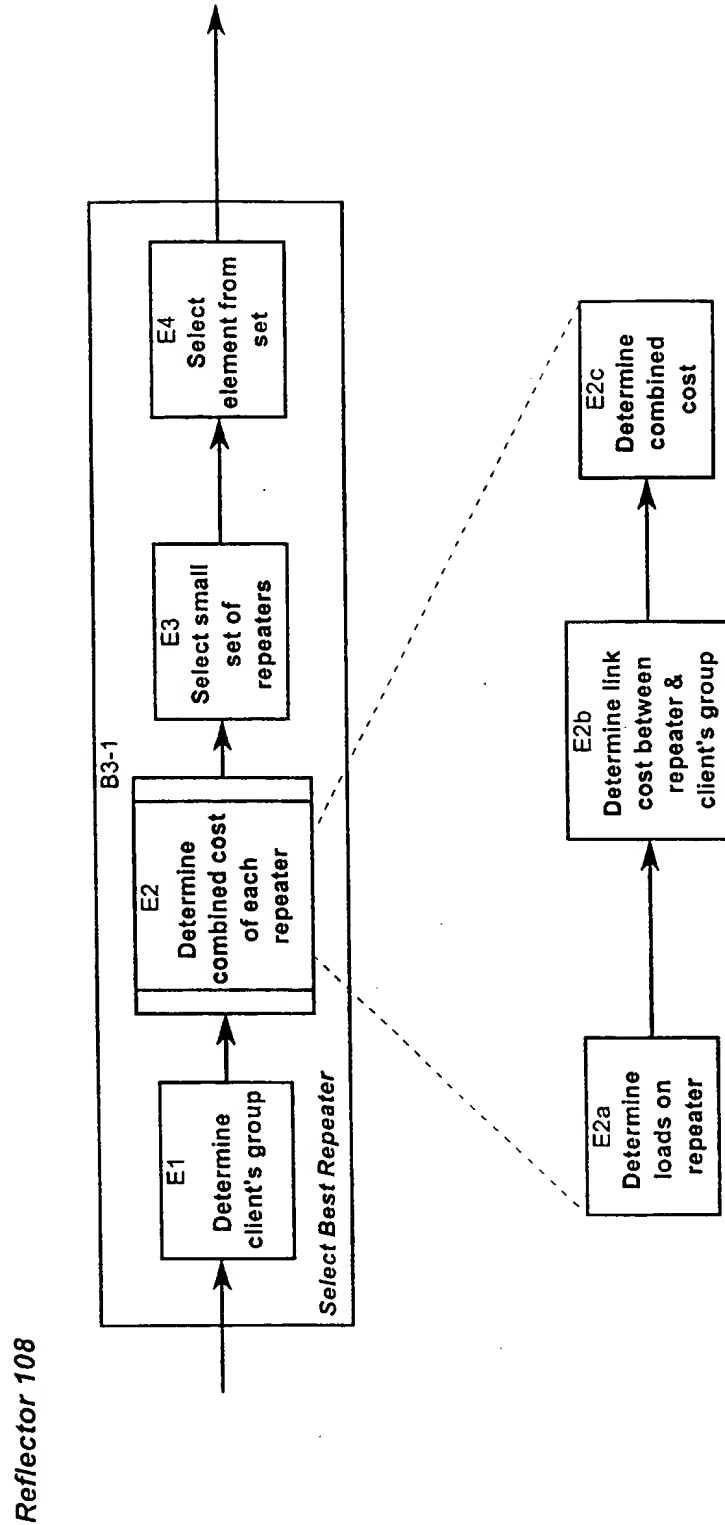 Reflector 108
B3-1
E1
Determine
client's group
E2
Determine
combined cost
of each
repeater
E3
Select small
set of
repeaters
E4
Select
element from
set
Select Best Repeater
E2a
Determine
loads on
repeater
E2b
Determine link
cost between
repeater &
client's group
E2c
Determine
combined
cost